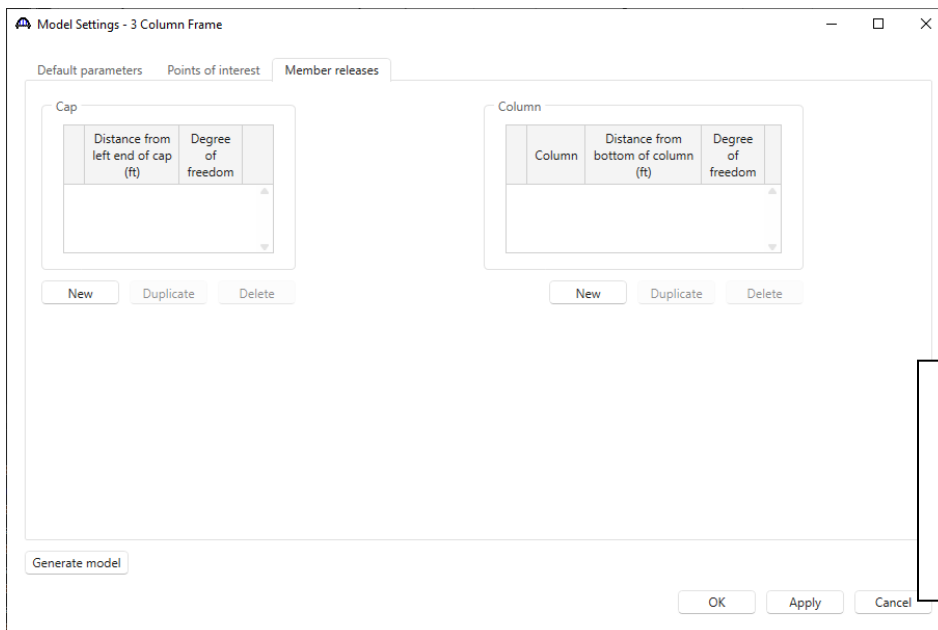 Model Settings - 3 Column Frame
Default parameters Points of interest Member releases
Cap
Distance from
left end of cap
(ft)
Degree
of
freedom
New Duplicate Delete
Column
Column
Distance from
bottom of column
(ft)
Degree
of
freedom
New Duplicate Delete
Generate model
OK Apply Cancel